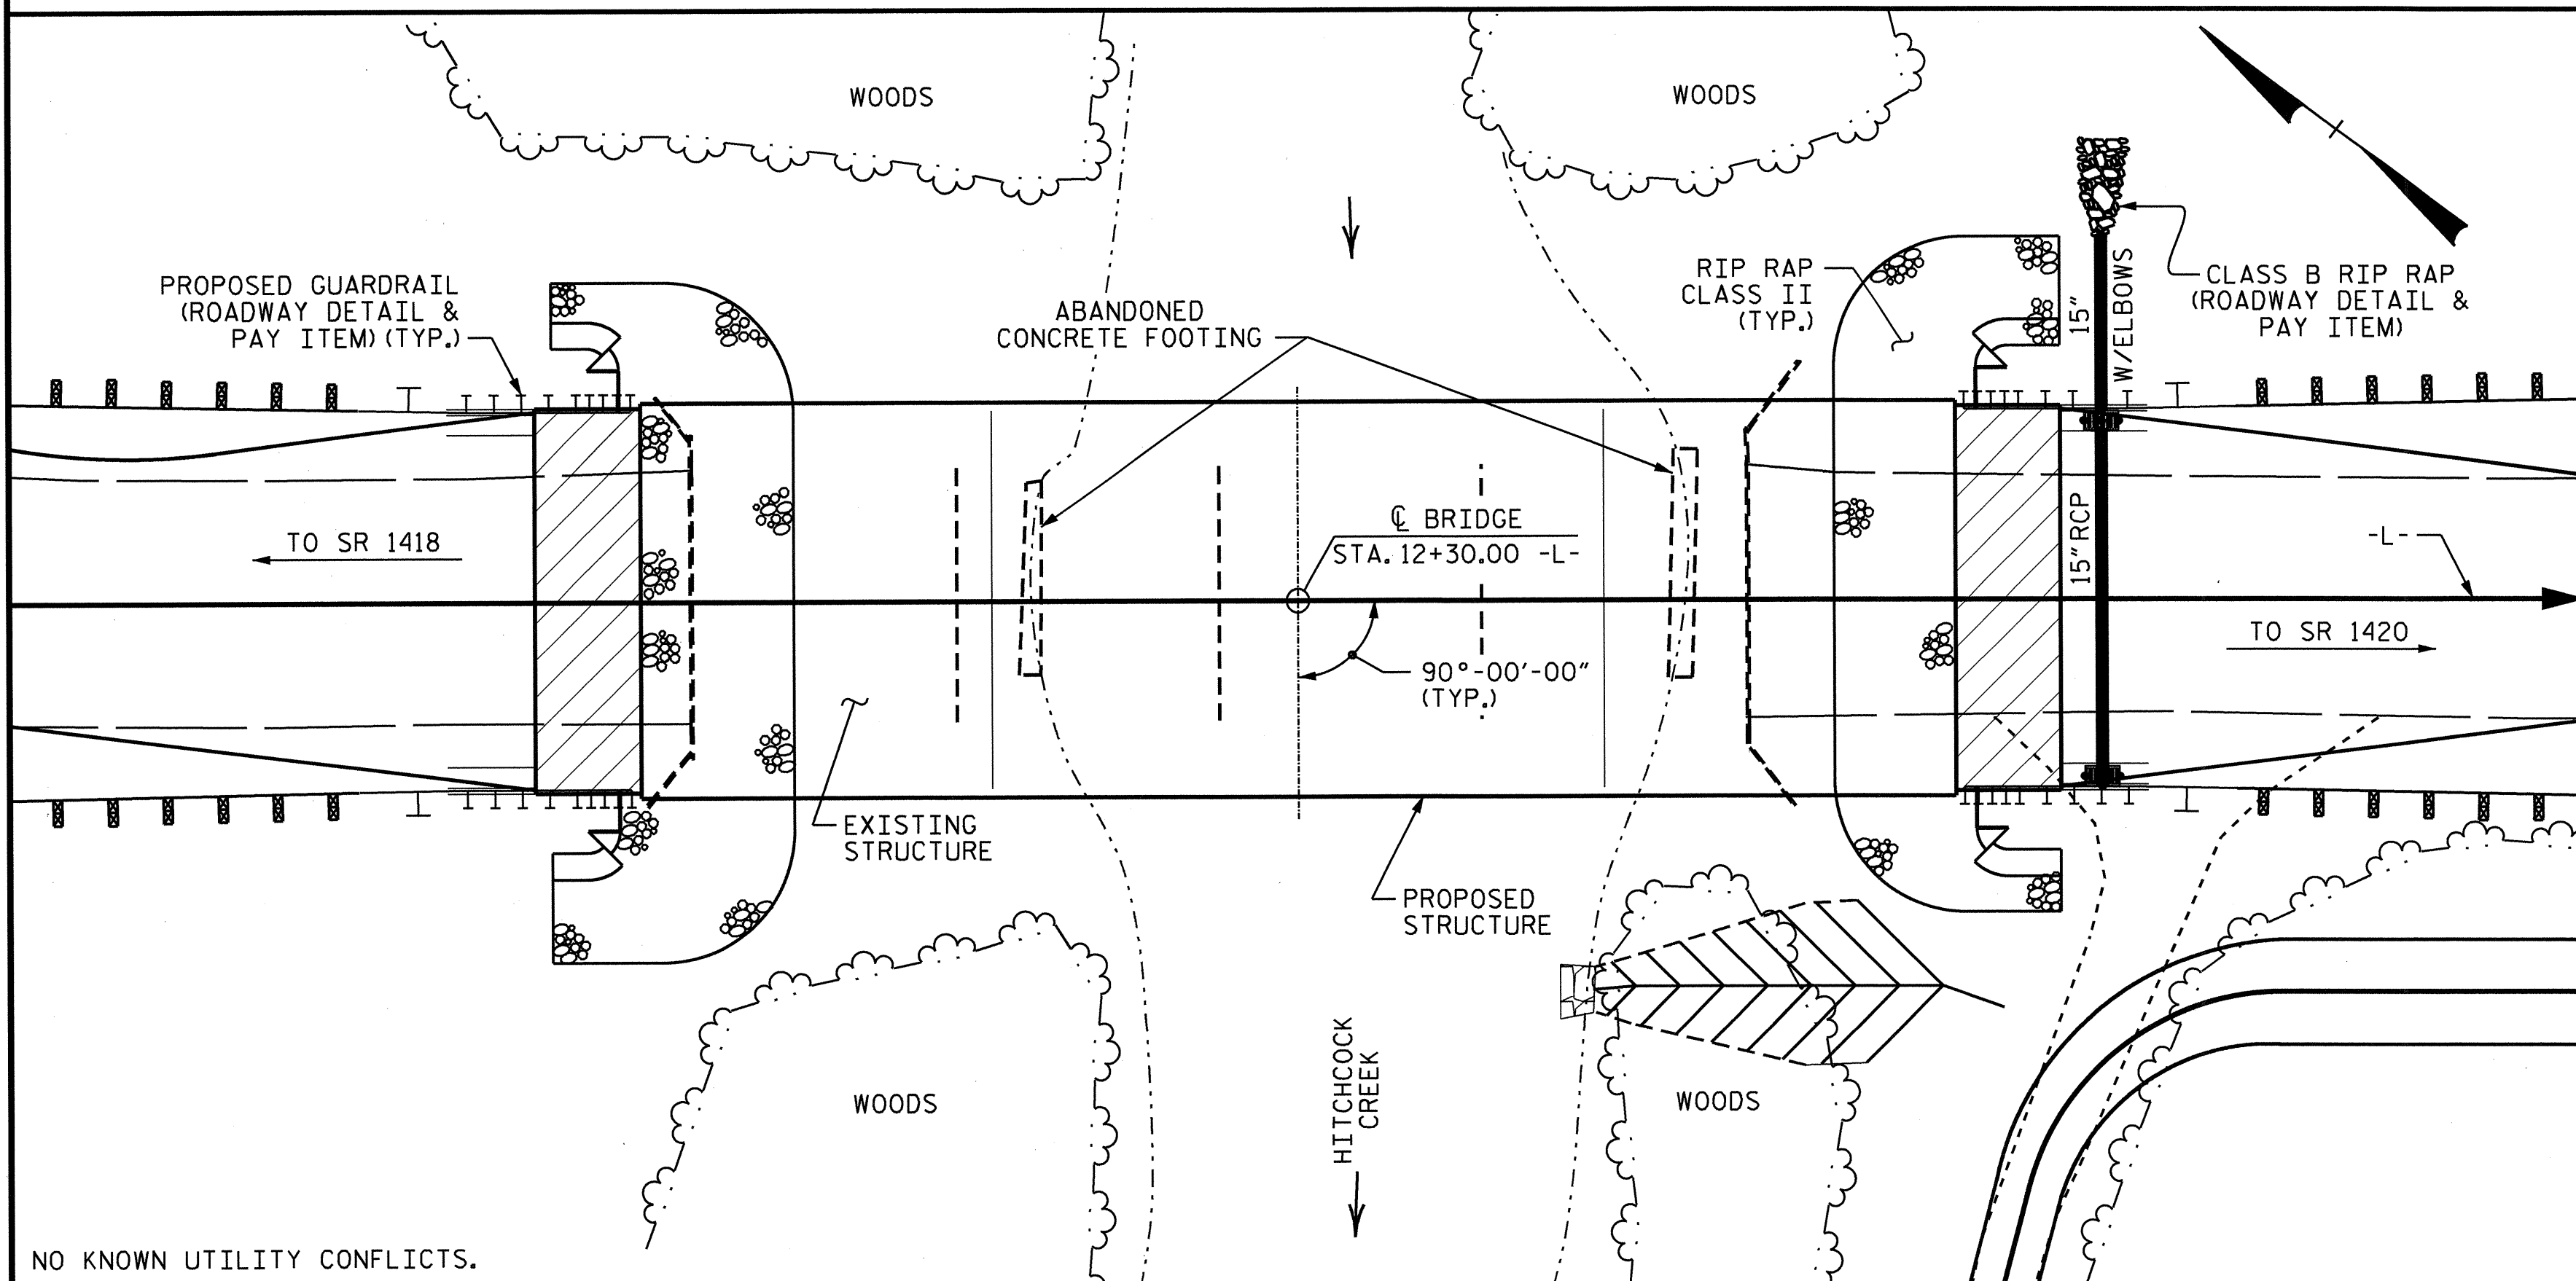 WOODS
WOODS
PROPOSED GUARDRAIL
(ROADWAY DETAIL &
PAY ITEM) (TYP.)
ABANDONED
CONCRETE FOOTING
RIP RAP
CLASS II
(TYP.)
15"
W/ELBOWS
CLASS B RIP RAP
(ROADWAY DETAIL &
PAY ITEM)
TO SR 1418
℄ BRIDGE
STA. 12+30.00 -L-
15" RCP
-L-
TO SR 1420
90°-00'-00"
(TYP.)
EXISTING
STRUCTURE
PROPOSED
STRUCTURE
WOODS
HITCHCOCK
CREEK
WOODS
NO KNOWN UTILITY CONFLICTS.